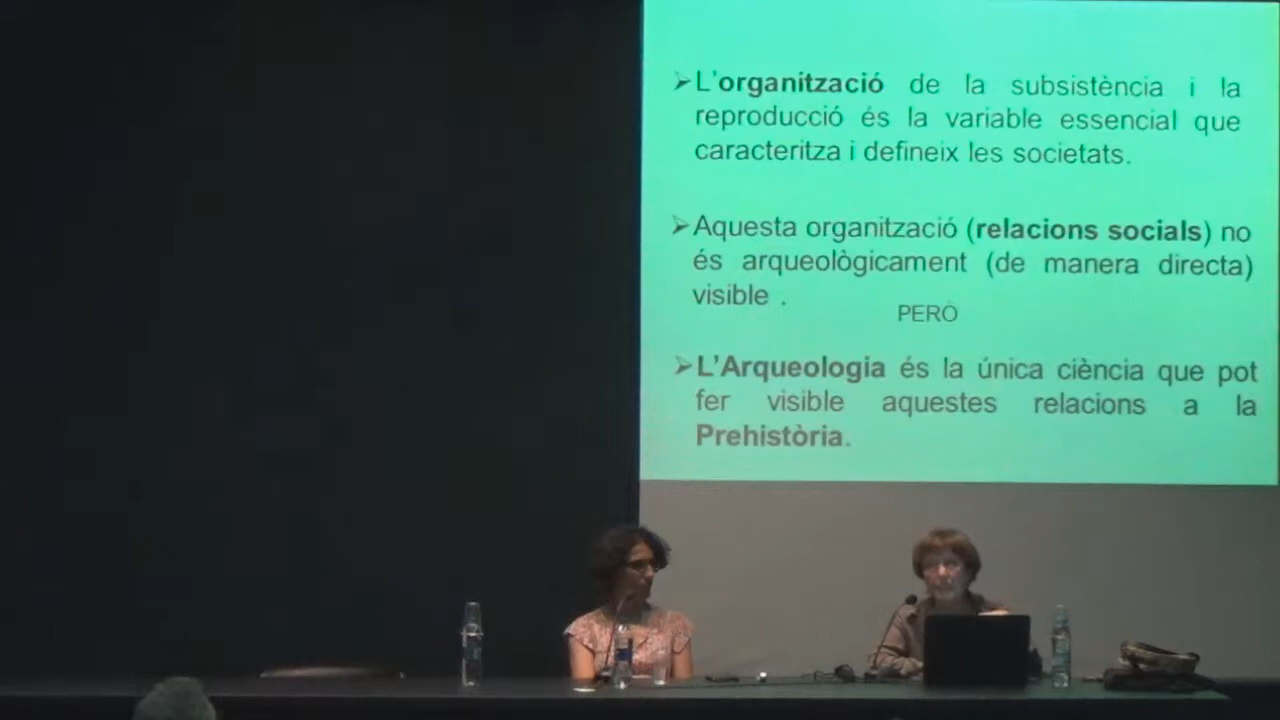 ➢L'organització de la subsistència i la
reproducció és la variable essencial que
caracteritza i defineix les societats.
➢Aquesta organització (relacions socials) no
és arqueològicament (de manera directa)
visible .
PERÒ
➢L'Arqueologia és la única ciència que pot
fer visible aquestes relacions a la
Prehistòria.